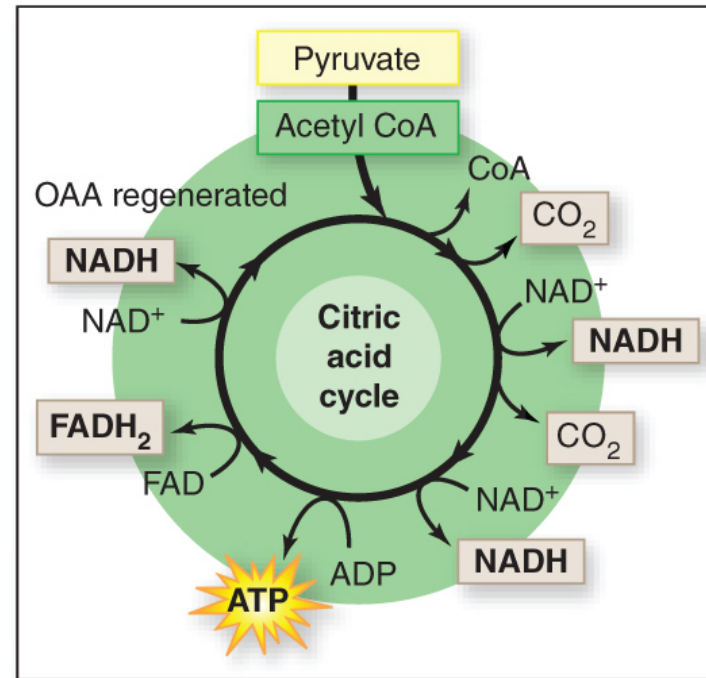 Pyruvate
Acetyl CoA
CoA
OAA regenerated
CO₂
NADH
NAD⁺
NAD⁺
NADH
Citric
acid
cycle
FADH₂
CO₂
FAD
NAD⁺
ADP
NADH
ATP